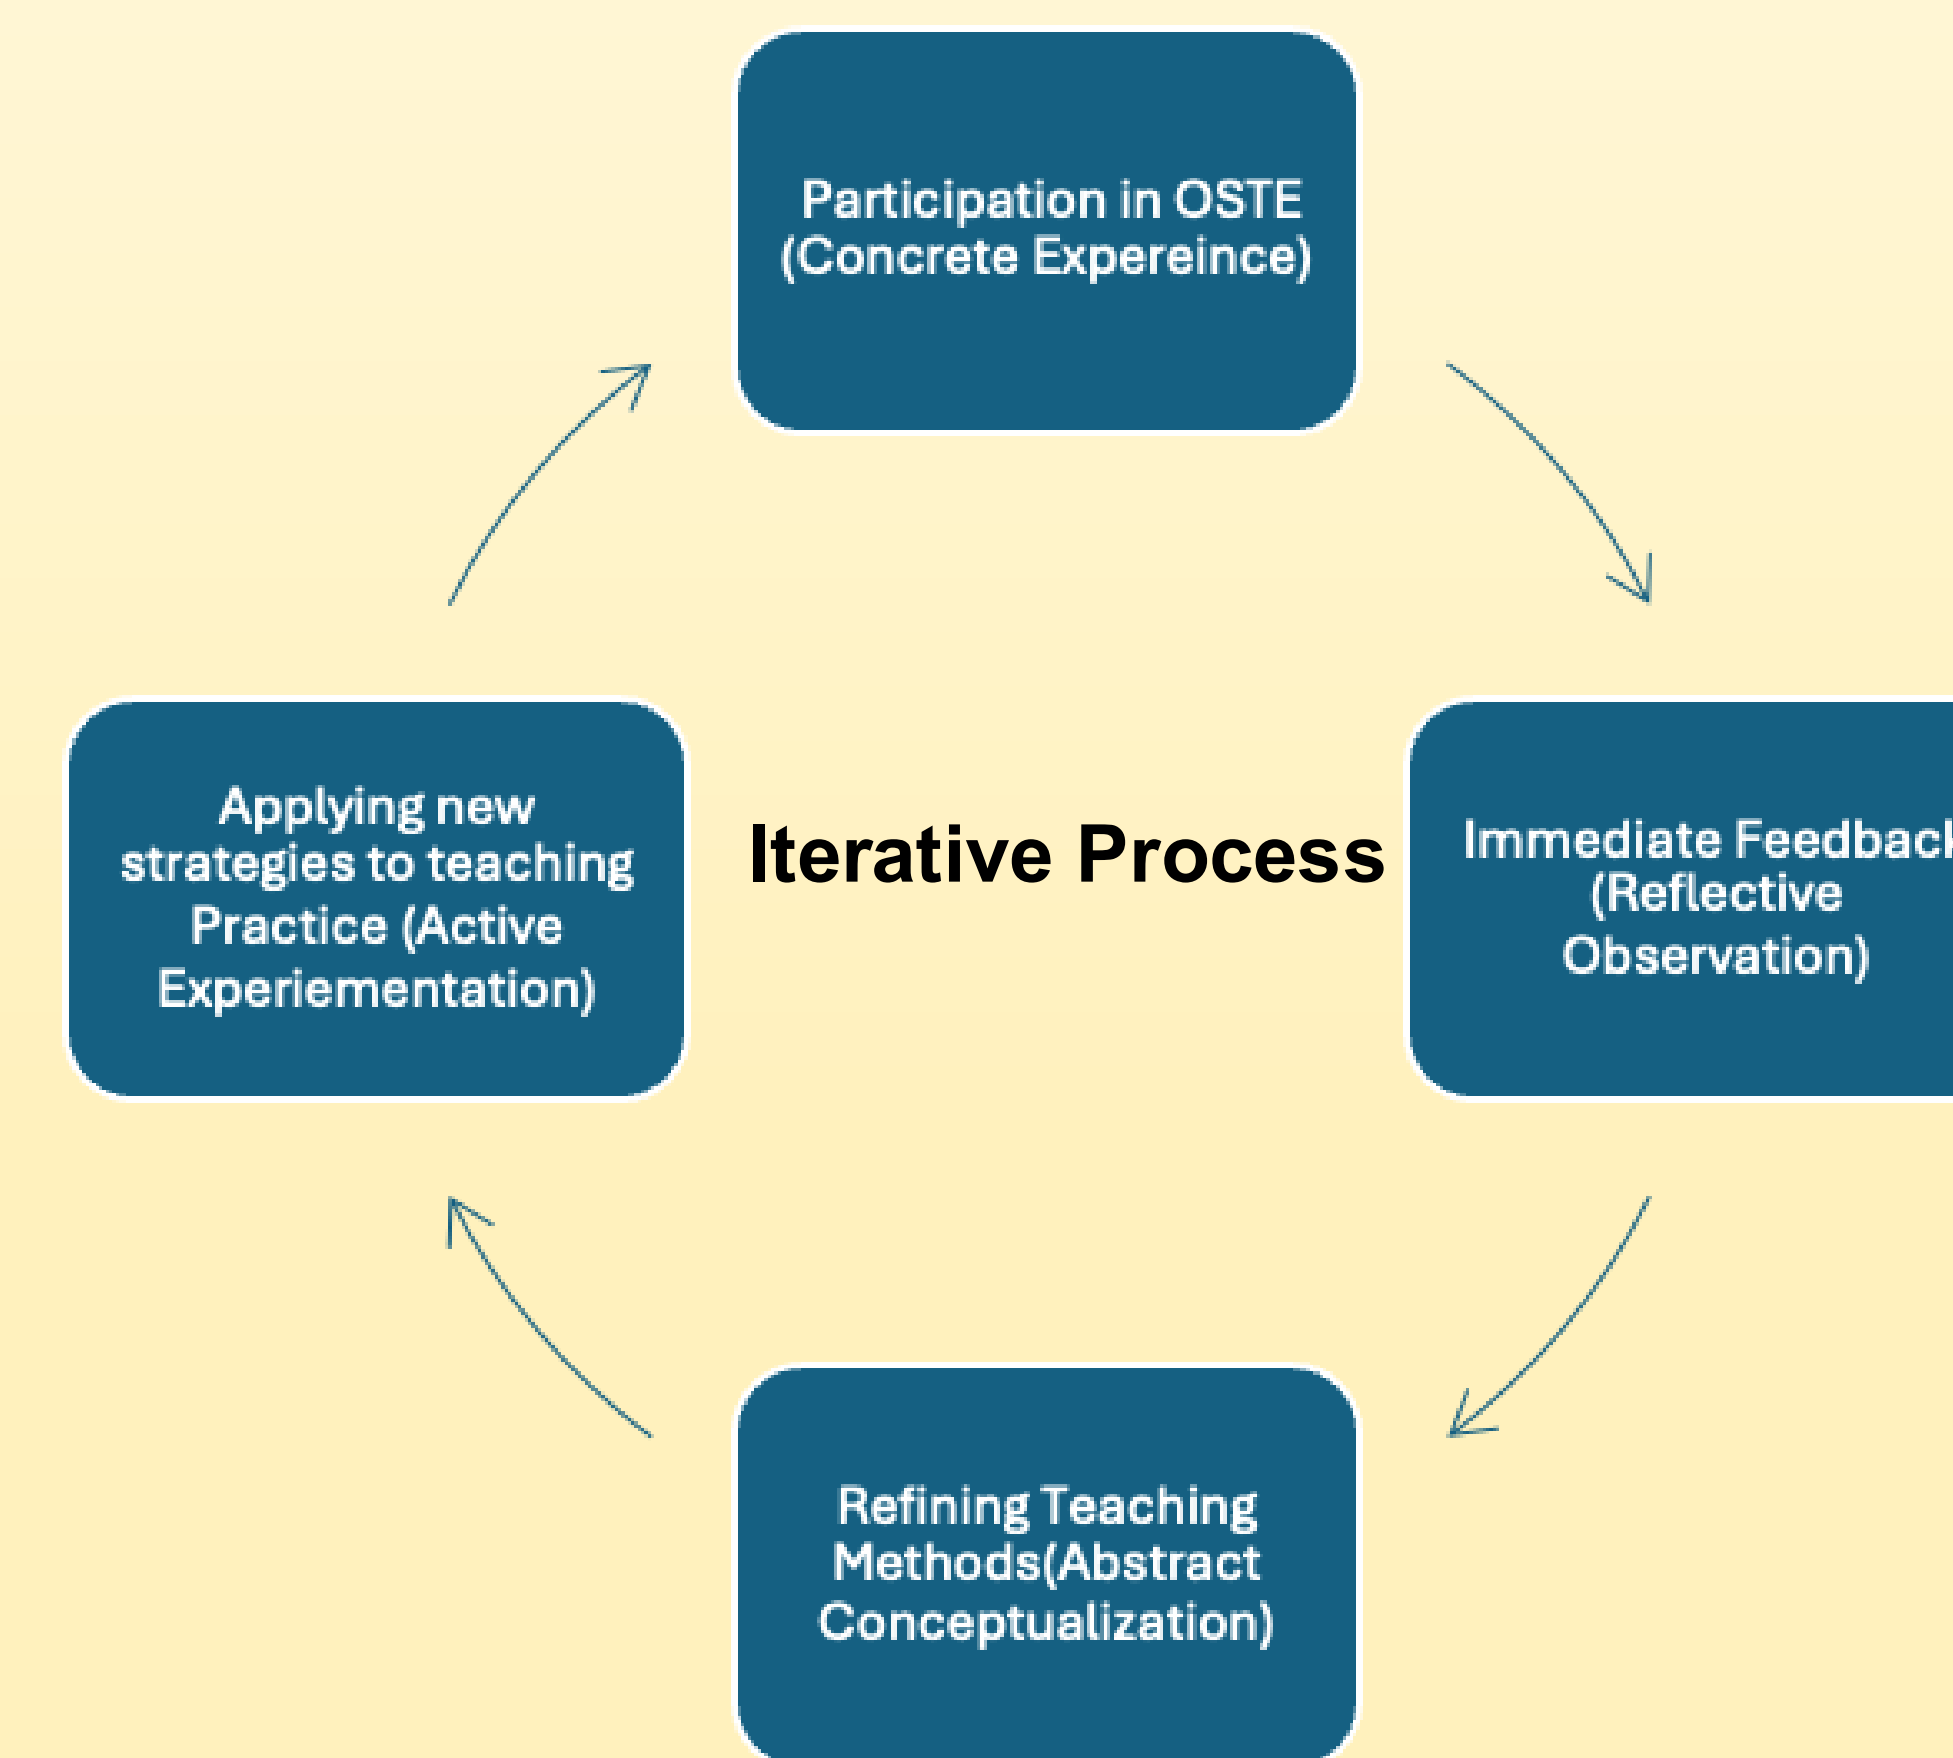 Participation in OSTE
(Concrete Expereince)
Applying new
strategies to teaching
Practice (Active
Experiementation)
Iterative Process
Immediate Feedback
(Reflective
Observation)
Refining Teaching
Methods(Abstract
Conceptualization)